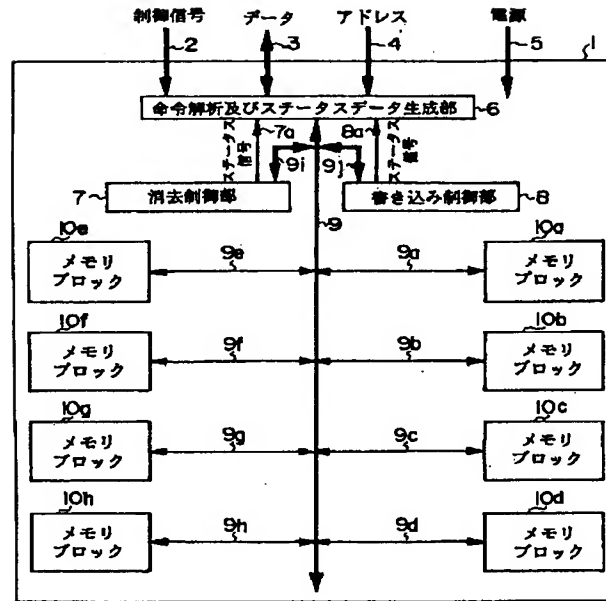 制御信号 データ アドレス 電源
2 3 4 5 1
命令解析及びステータスデータ生成部 6
ステータス信号 7a 8a ステータス信号
9i 9j
7 消去制御部 書き込み制御部 8
9
10e 10a
メモリ 9e 9a メモリ
ブロック ブロック
10f 10b
メモリ 9f 9b メモリ
ブロック ブロック
10g 10c
メモリ 9g 9c メモリ
ブロック ブロック
10h 10d
メモリ 9h 9d メモリ
ブロック ブロック